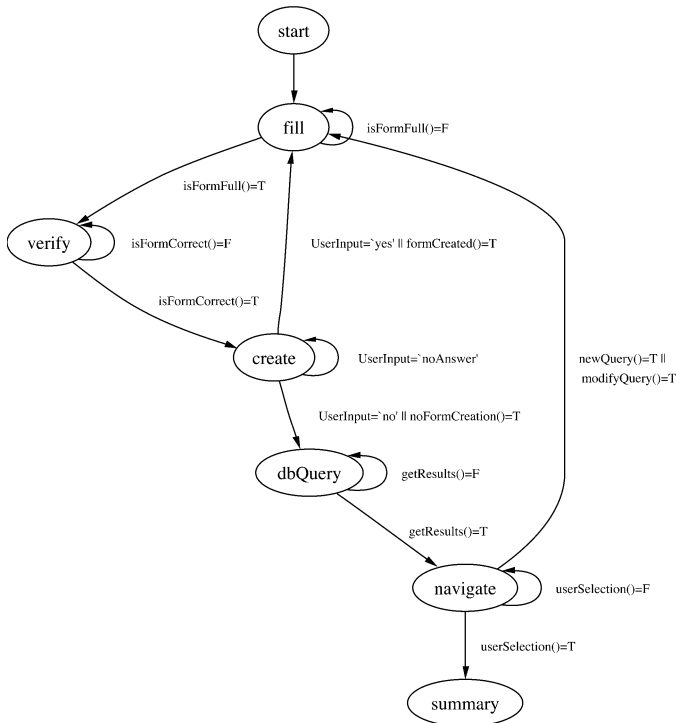 start
fill
isFormFull()=F
isFormFull()=T
verify
isFormCorrect()=F
UserInput=`yes' || formCreated()=T
isFormCorrect()=T
create
UserInput=`noAnswer'
newQuery()=T ||
modifyQuery()=T
UserInput=`no' || noFormCreation()=T
dbQuery
getResults()=F
getResults()=T
navigate
userSelection()=F
userSelection()=T
summary